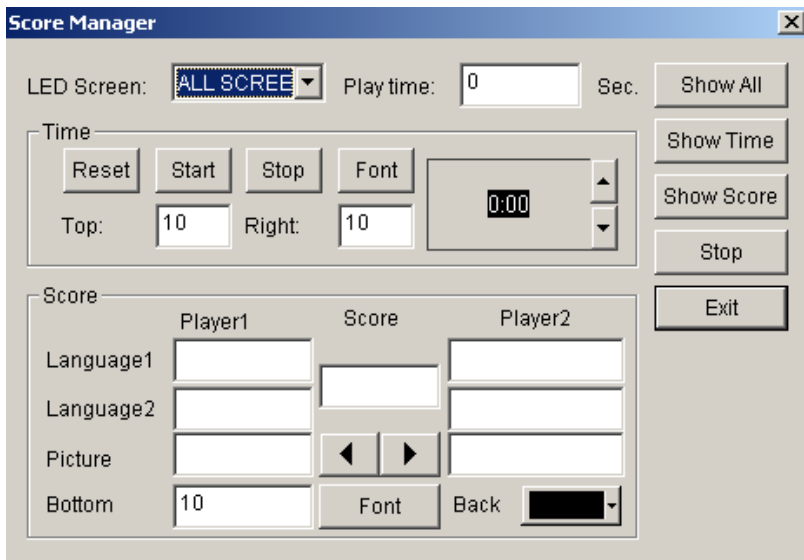 Score Manager
LED Screen: ALL SCREE Play time: 0 Sec. Show All
Time
Reset Start Stop Font
0:00
Top: 10 Right: 10
Show Time
Show Score
Stop
Exit
Score
Player1 Score Player2
Language1
Language2
Picture
Bottom 10 Font Back